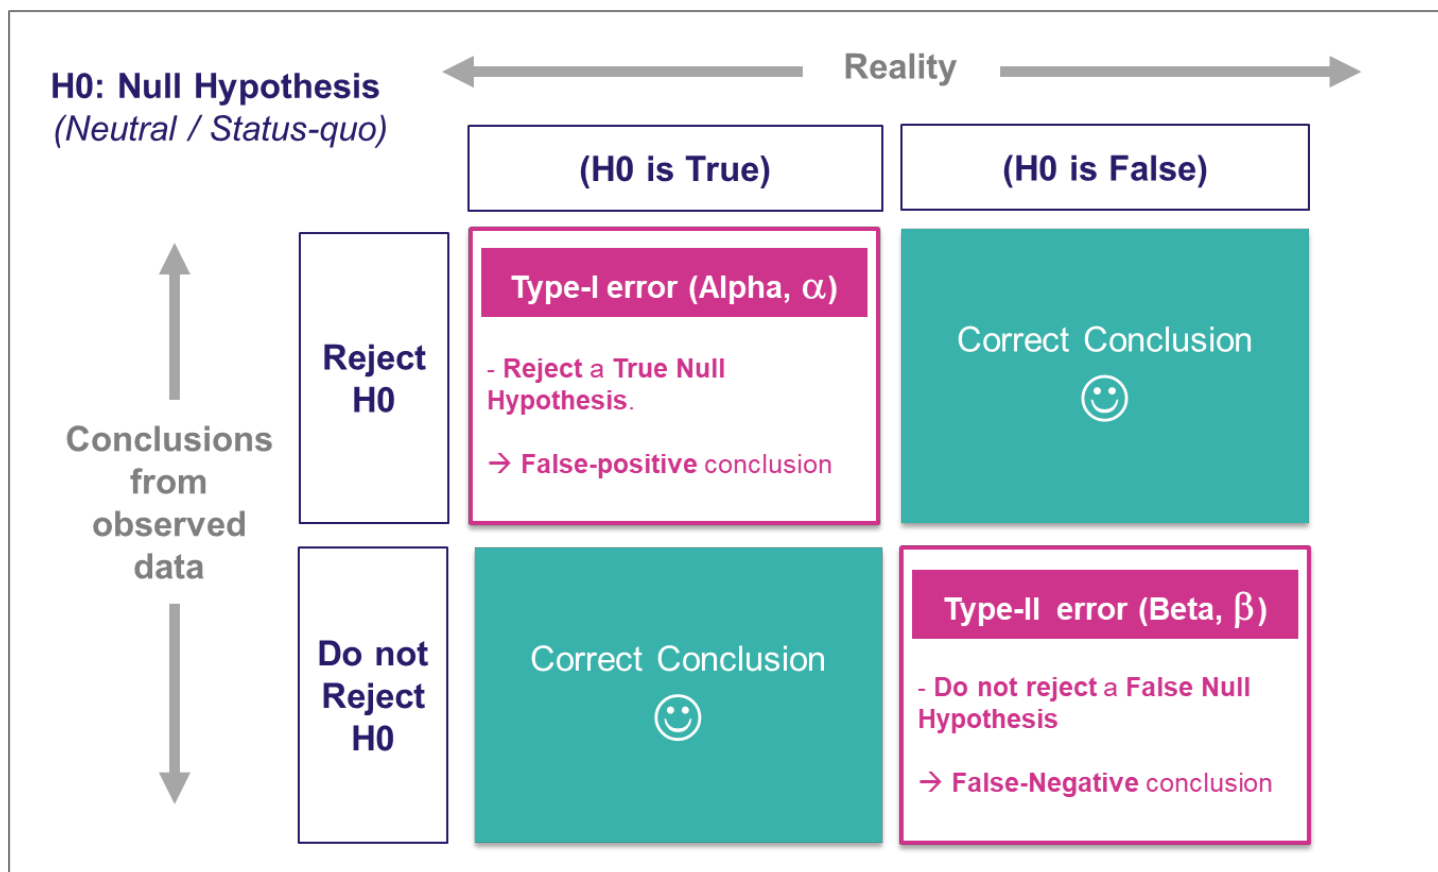 H0: Null Hypothesis
(Neutral / Status-quo)
Reality
(H0 is True)
(H0 is False)
Conclusions
from
observed
data
Reject
H0
Type-I error (Alpha, α)
- Reject a True Null
Hypothesis.
→ False-positive conclusion
Correct Conclusion
Do not
Reject
H0
Correct Conclusion
Type-II error (Beta, β)
- Do not reject a False Null
Hypothesis
→ False-Negative conclusion